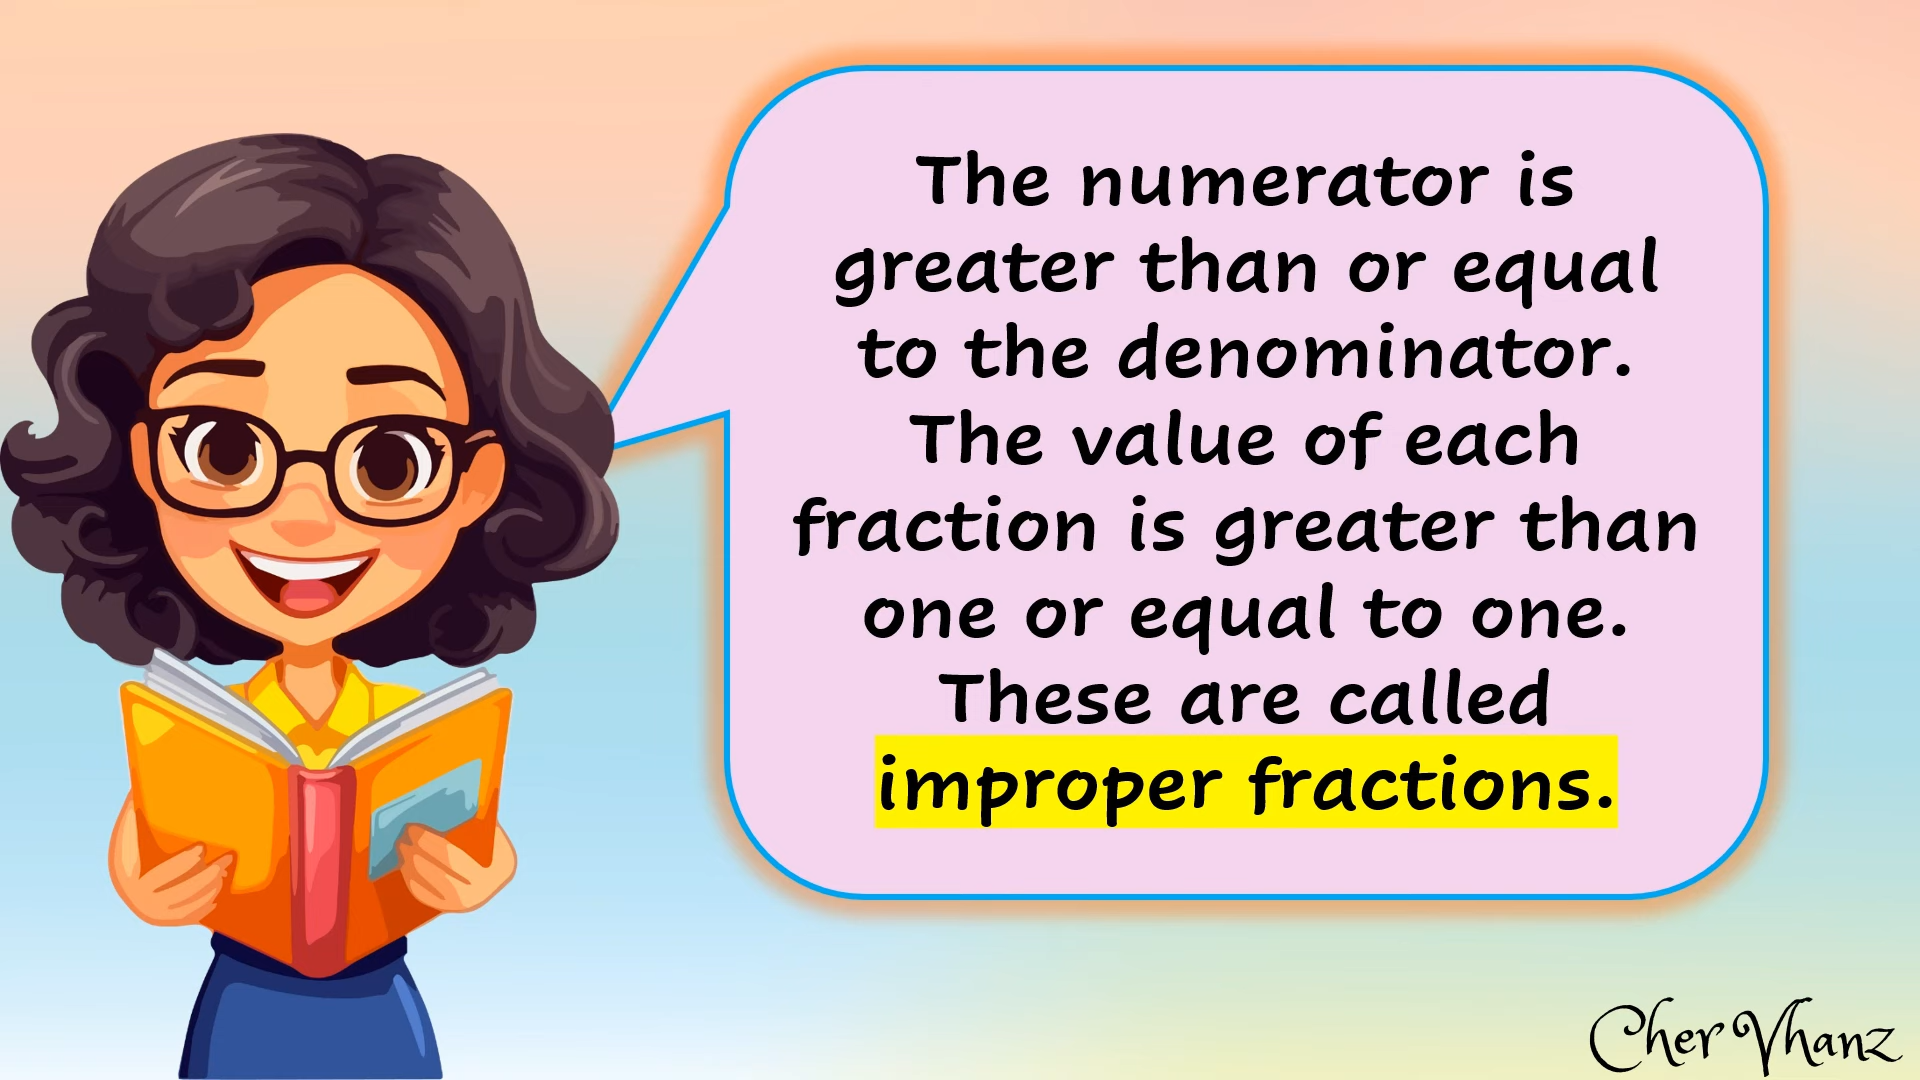 The numerator is
greater than or equal
to the denominator.
The value of each
fraction is greater than
one or equal to one.
These are called
improper fractions.
Cher Vhanz